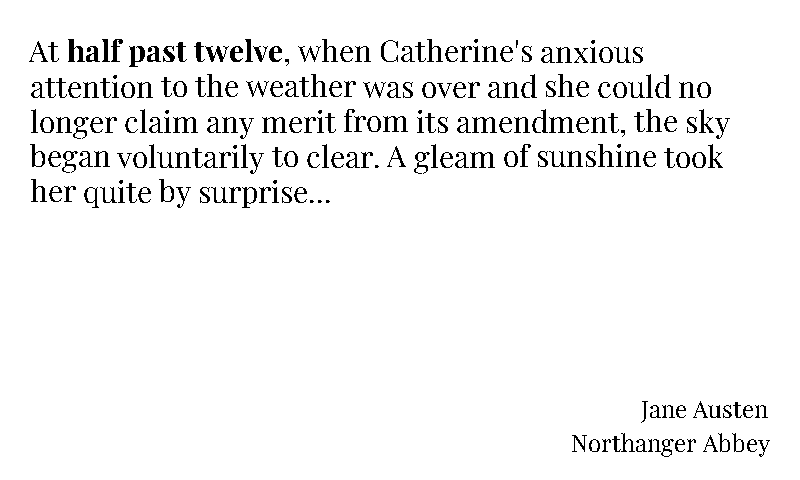 At half past twelve, when Catherine's anxious
attention to the weather was over and she could no
longer claim any merit from its amendment, the sky
began voluntarily to clear. A gleam of sunshine took
her quite by surprise...
Jane Austen
Northanger Abbey